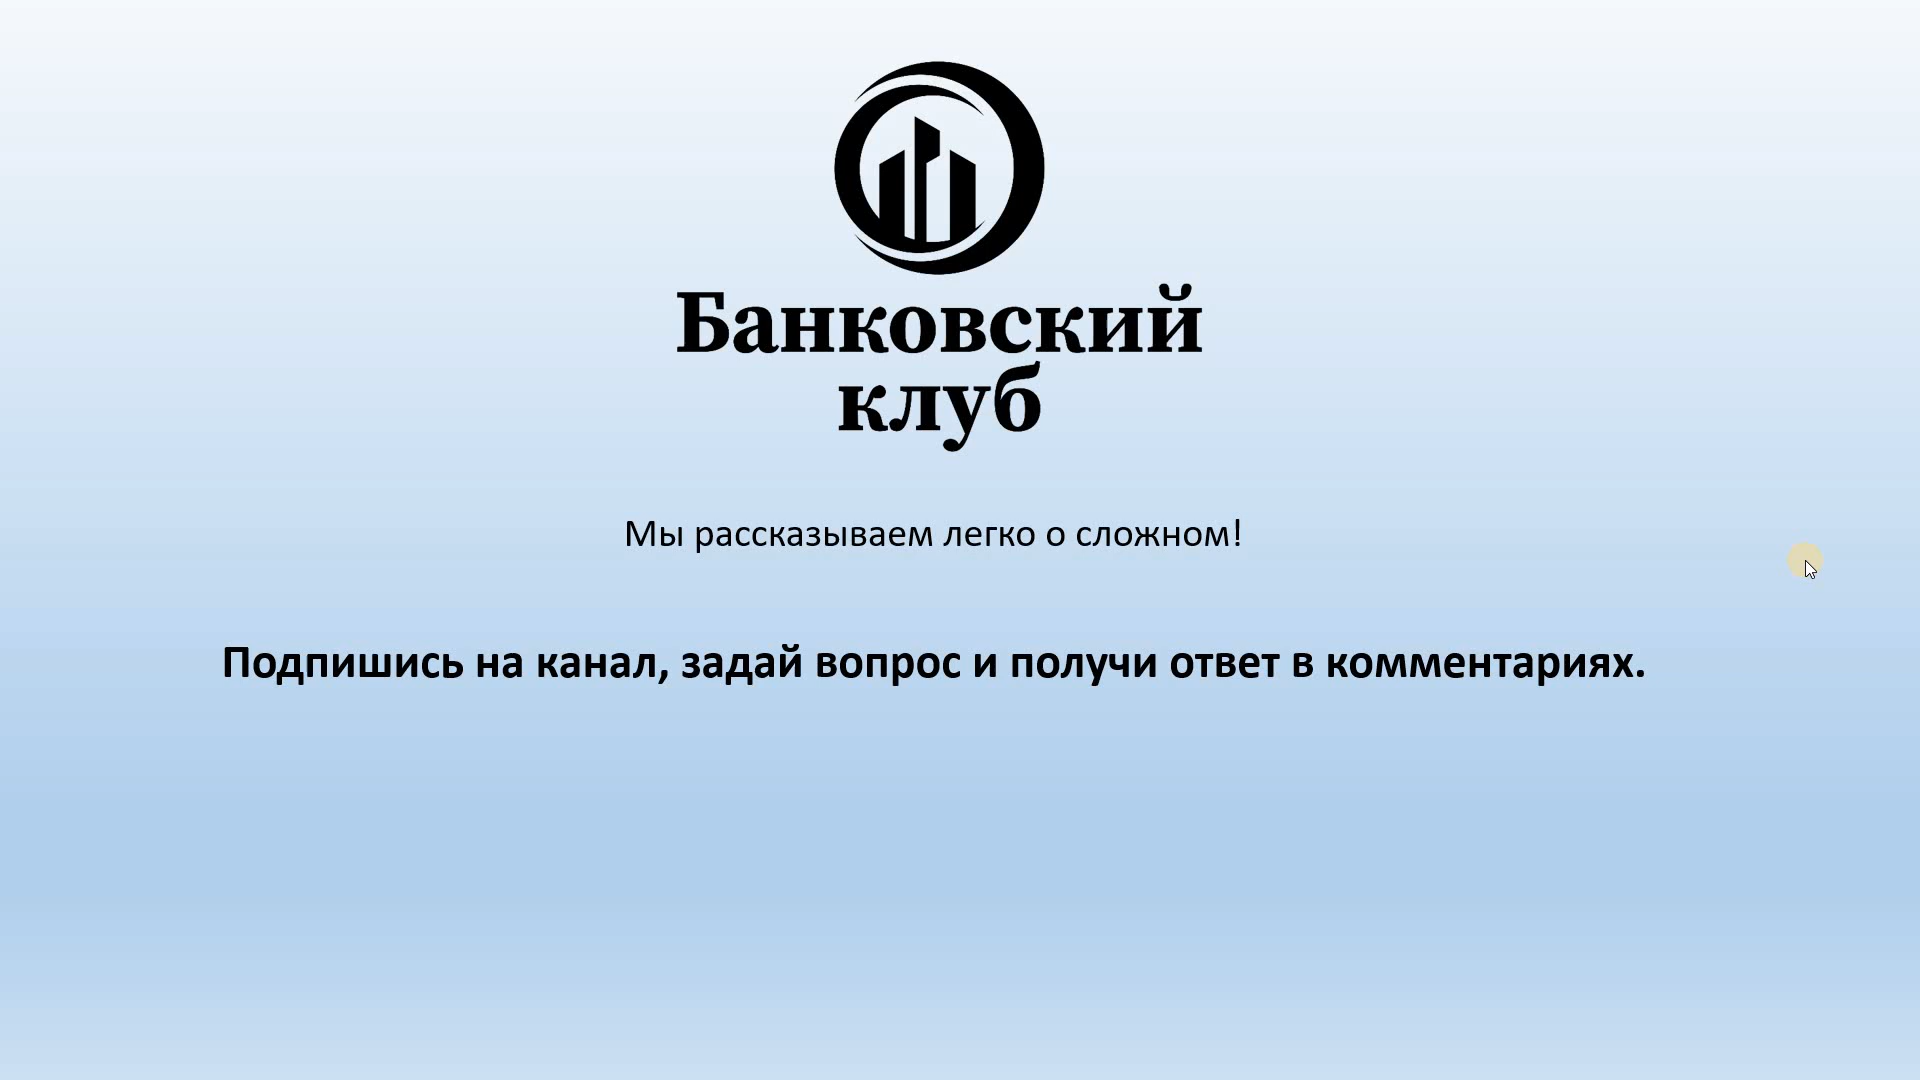 Банковский
клуб
Мы рассказываем легко о сложном!
Подпишись на канал, задай вопрос и получи ответ в комментариях.